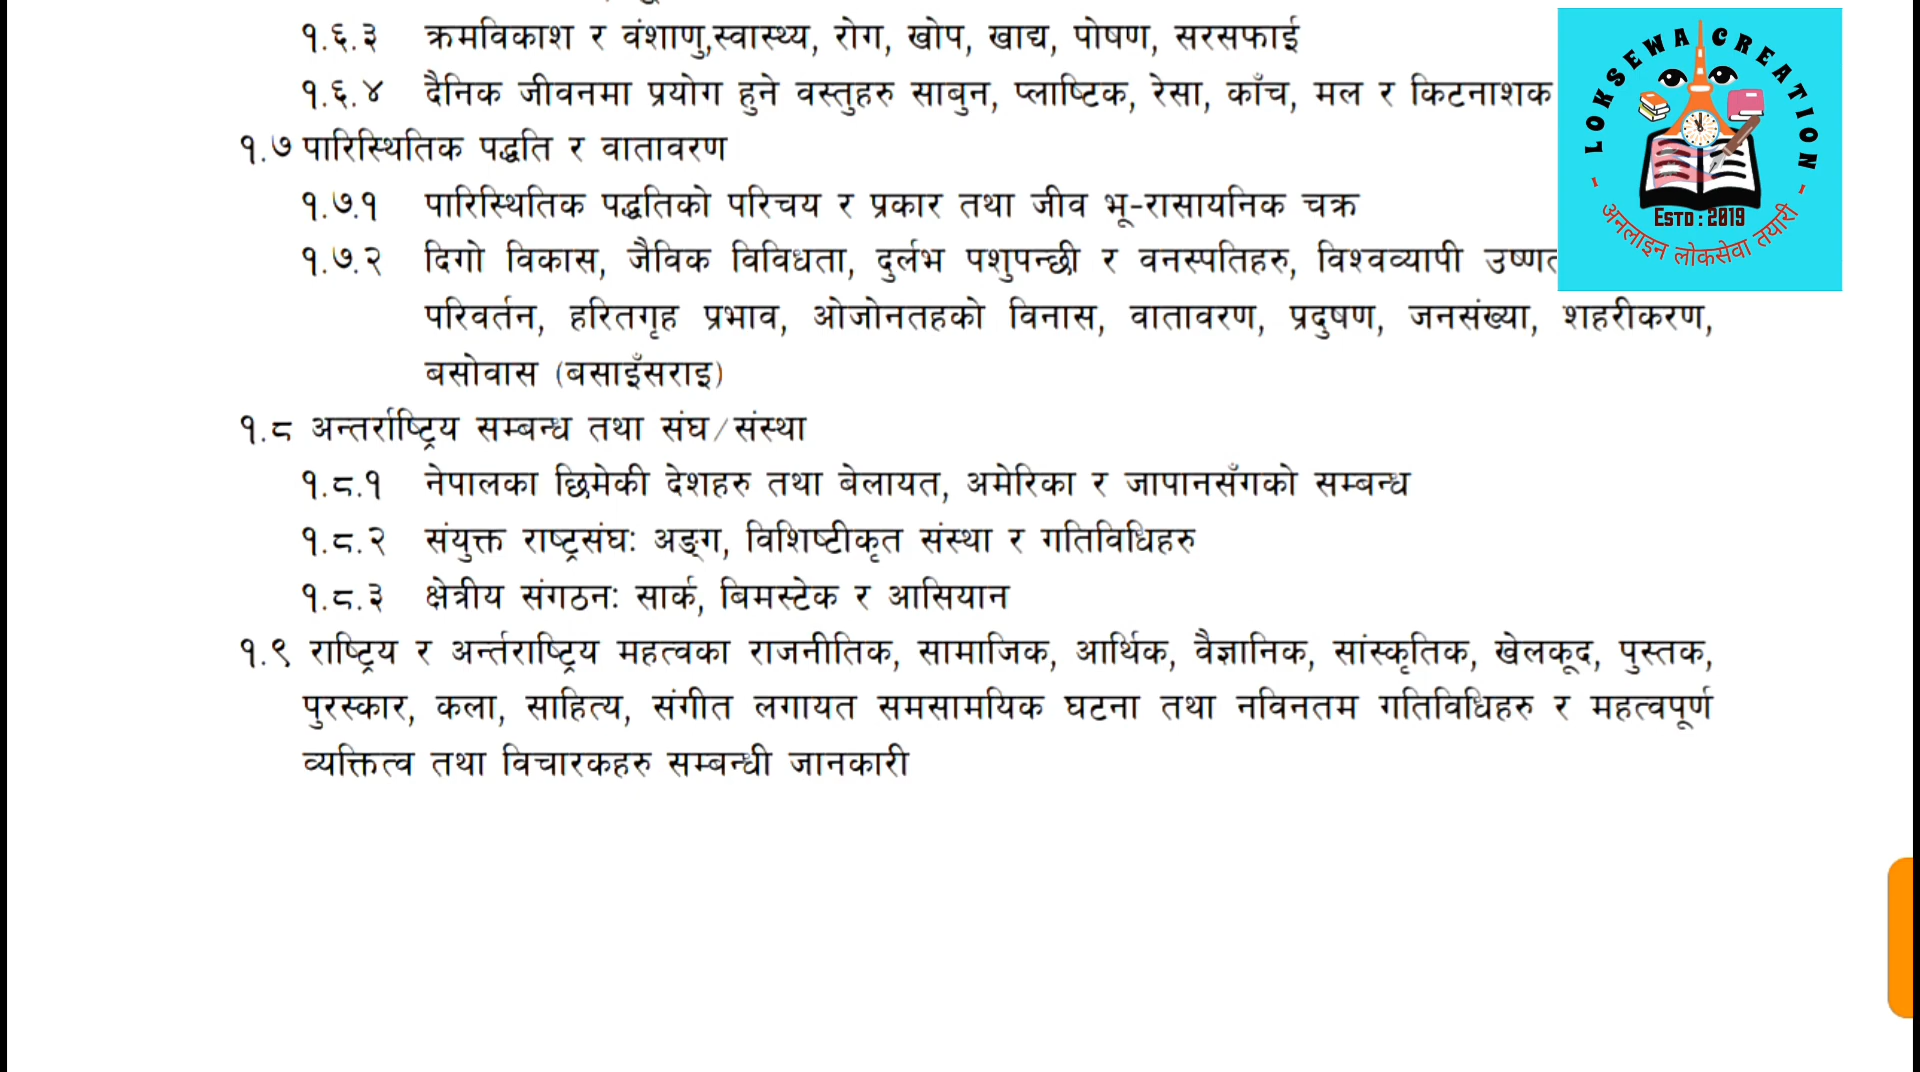 १.६.३ क्रमविकाश र वंशाणु,स्वास्थ्य, रोग, खोप, खाद्य, पोषण, सरसफाई
१.६.४ दैनिक जीवनमा प्रयोग हुने वस्तुहरु साबुन, प्लाष्टिक, रेसा, काँच, मल र किटनाशक
१.७ पारिस्थितिक पद्धति र वातावरण
१.७.१ पारिस्थितिक पद्धतिको परिचय र प्रकार तथा जीव भू-रासायनिक चक्र
१.७.२ दिगो विकास, जैविक विविधता, दुर्लभ पशुपन्छी र वनस्पतिहरु, विश्वव्यापी
परिवर्तन, हरितगृह प्रभाव, ओजोनतहको विनास, वातावरण, प्रदुषण, जनसंख्या, शहरीकरण,
बसोवास (बसाइँसराइ)
१.८ अन्तर्राष्ट्रिय सम्बन्ध तथा संघ/संस्था
१.८.१ नेपालका छिमेकी देशहरु तथा बेलायत, अमेरिका र जापानसँगको सम्बन्ध
१.८.२ संयुक्त राष्ट्रसंघः अङ्ग, विशिष्टीकृत संस्था र गतिविधिहरु
१.८.३ क्षेत्रीय संगठनः सार्क, बिमस्टेक र आसियान
१.९ राष्ट्रिय र अर्न्तराष्ट्रिय महत्वका राजनीतिक, सामाजिक, आर्थिक, वैज्ञानिक, सांस्कृतिक, खेलकूद, पुस्तक,
पुरस्कार, कला, साहित्य, संगीत लगायत समसामयिक घटना तथा नविनतम गतिविधिहरु र महत्वपूर्ण
व्यक्तित्व तथा विचारकहरु सम्बन्धी जानकारी
- LOKSEWA CREATION -
ESTD : 2019
अनलाइन लोकसेवा तयारी